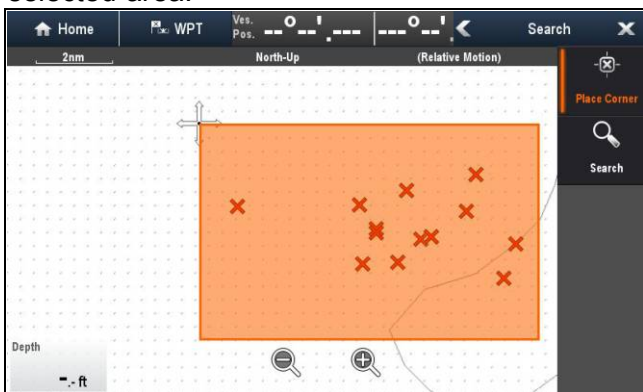 selected area.
Home
WPT
Ves. Pos. --°--'.--- ---°--'.---
Search
2nm
North-Up
(Relative Motion)
Place Corner
Search
Depth
-.- ft